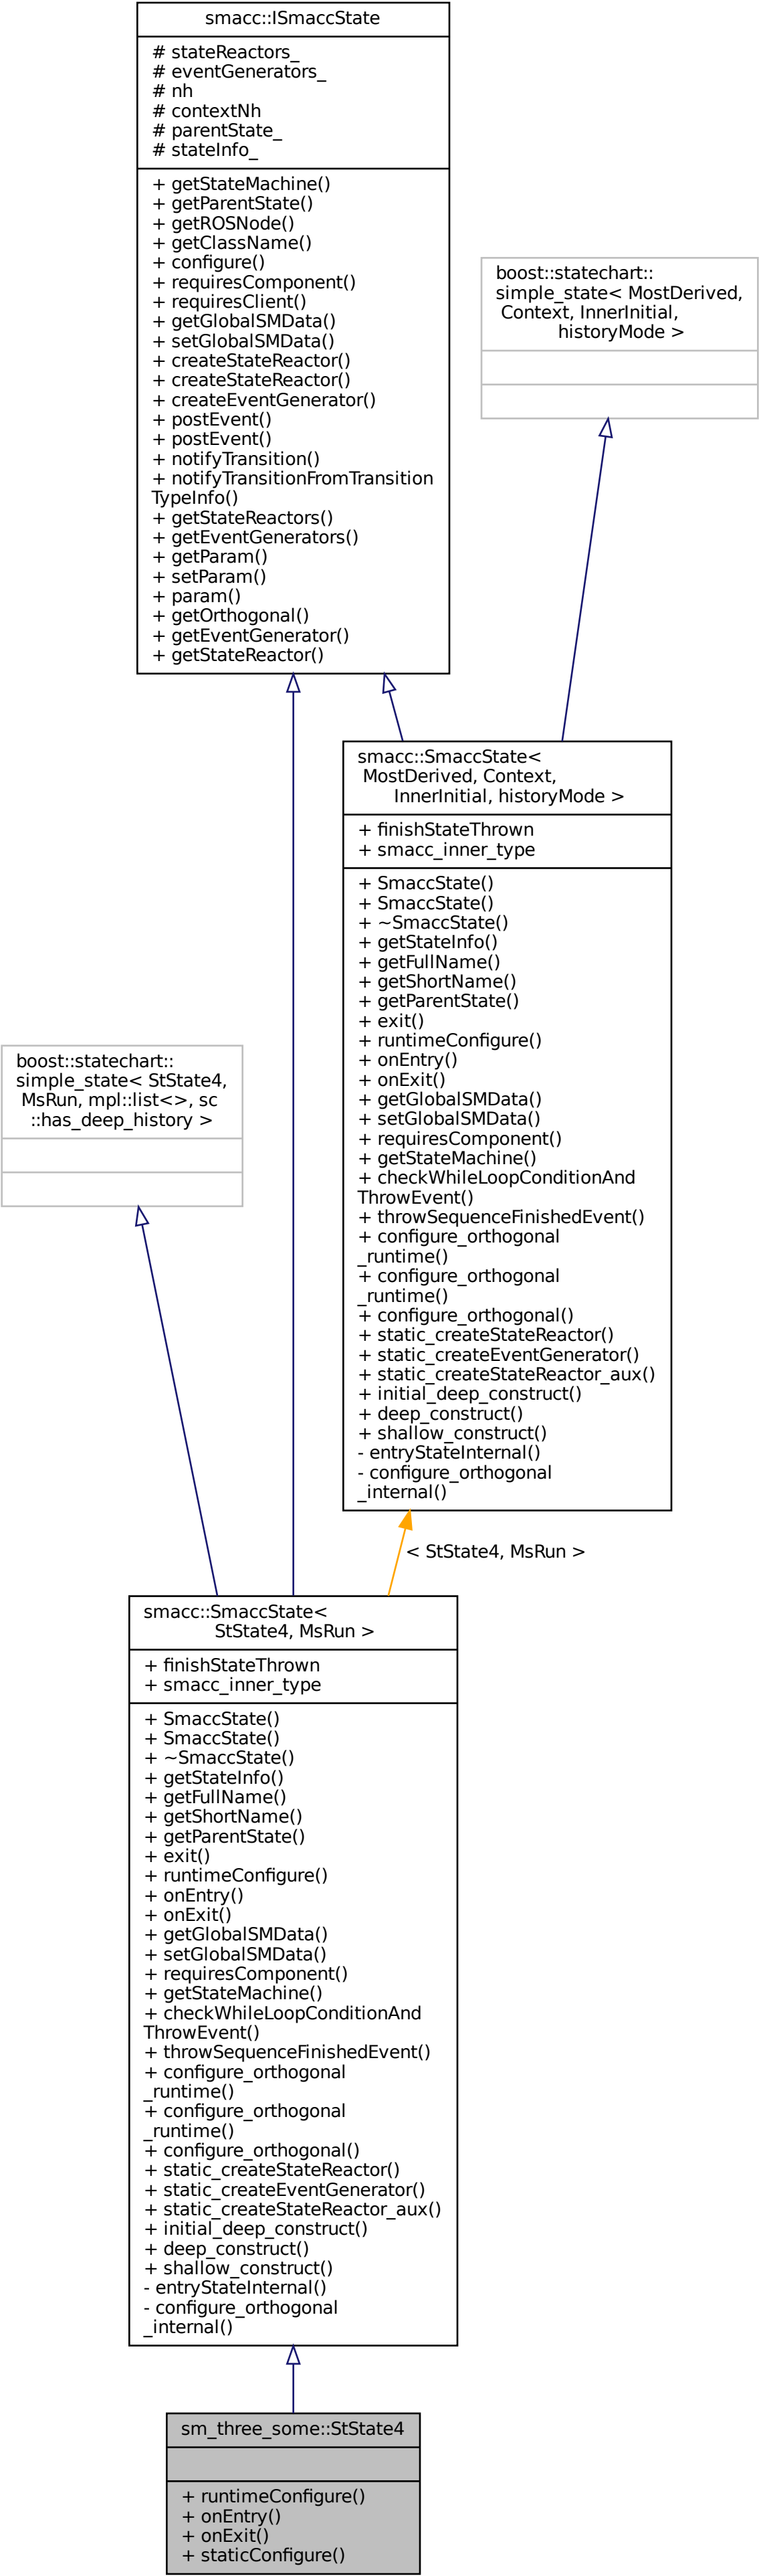 smacc::ISmaccState
# stateReactors_
# eventGenerators_
# nh
# contextNh
# parentState_
# stateInfo_
+ getStateMachine()
+ getParentState()
+ getROSNode()
+ getClassName()
+ configure()
+ requiresComponent()
+ requiresClient()
+ getGlobalSMData()
+ setGlobalSMData()
+ createStateReactor()
+ createStateReactor()
+ createEventGenerator()
+ postEvent()
+ postEvent()
+ notifyTransition()
+ notifyTransitionFromTransition
TypeInfo()
+ getStateReactors()
+ getEventGenerators()
+ getParam()
+ setParam()
+ param()
+ getOrthogonal()
+ getEventGenerator()
+ getStateReactor()
boost::statechart::
simple_state< MostDerived,
Context, InnerInitial,
historyMode >
smacc::SmaccState<
MostDerived, Context,
InnerInitial, historyMode >
+ finishStateThrown
+ smacc_inner_type
+ SmaccState()
+ SmaccState()
+ ~SmaccState()
+ getStateInfo()
+ getFullName()
+ getShortName()
+ getParentState()
+ exit()
+ runtimeConfigure()
+ onEntry()
+ onExit()
+ getGlobalSMData()
+ setGlobalSMData()
+ requiresComponent()
+ getStateMachine()
+ checkWhileLoopConditionAnd
ThrowEvent()
+ throwSequenceFinishedEvent()
+ configure_orthogonal
_runtime()
+ configure_orthogonal
_runtime()
+ configure_orthogonal()
+ static_createStateReactor()
+ static_createEventGenerator()
+ static_createStateReactor_aux()
+ initial_deep_construct()
+ deep_construct()
+ shallow_construct()
- entryStateInternal()
- configure_orthogonal
_internal()
boost::statechart::
simple_state< StState4,
MsRun, mpl::list<>, sc
::has_deep_history >
< StState4, MsRun >
smacc::SmaccState<
StState4, MsRun >
+ finishStateThrown
+ smacc_inner_type
+ SmaccState()
+ SmaccState()
+ ~SmaccState()
+ getStateInfo()
+ getFullName()
+ getShortName()
+ getParentState()
+ exit()
+ runtimeConfigure()
+ onEntry()
+ onExit()
+ getGlobalSMData()
+ setGlobalSMData()
+ requiresComponent()
+ getStateMachine()
+ checkWhileLoopConditionAnd
ThrowEvent()
+ throwSequenceFinishedEvent()
+ configure_orthogonal
_runtime()
+ configure_orthogonal
_runtime()
+ configure_orthogonal()
+ static_createStateReactor()
+ static_createEventGenerator()
+ static_createStateReactor_aux()
+ initial_deep_construct()
+ deep_construct()
+ shallow_construct()
- entryStateInternal()
- configure_orthogonal
_internal()
sm_three_some::StState4
+ runtimeConfigure()
+ onEntry()
+ onExit()
+ staticConfigure()